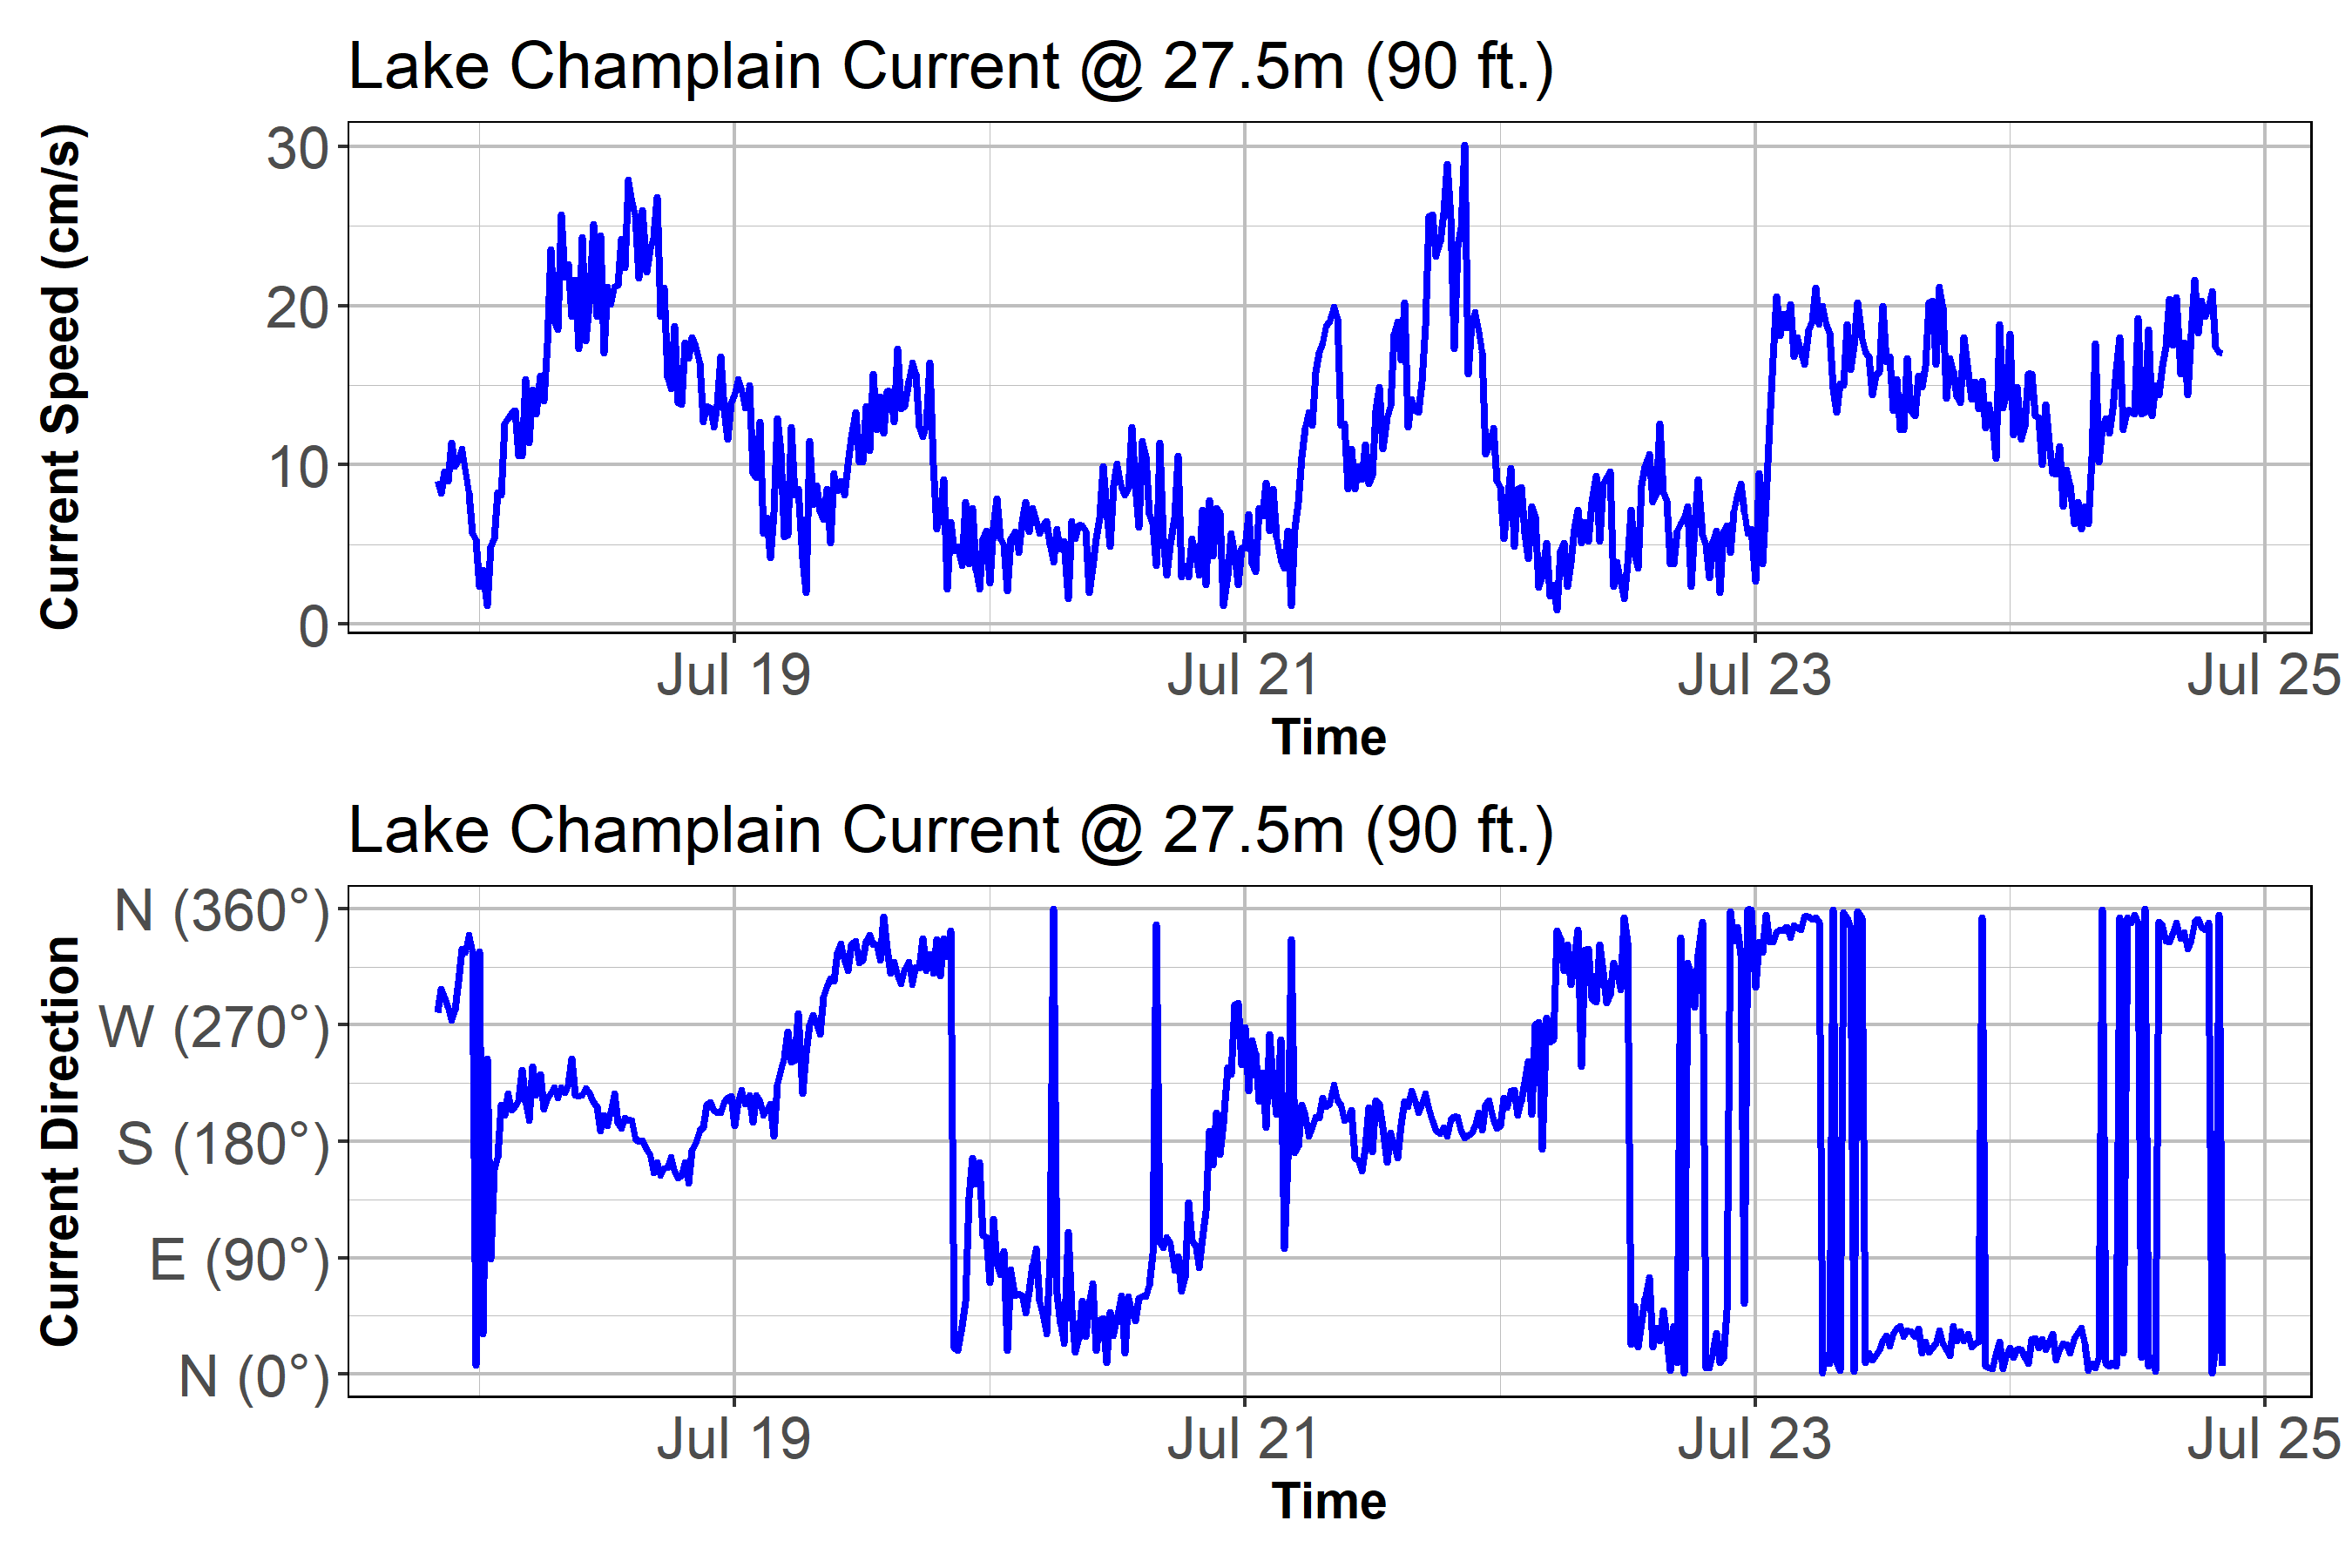 Lake Champlain Current @ 27.5m (90 ft.)
Current Speed (cm/s)
30
20
10
0
Jul 19 Jul 21 Jul 23 Jul 25
Time
Lake Champlain Current @ 27.5m (90 ft.)
Current Direction
N (360°)
W (270°)
S (180°)
E (90°)
N (0°)
Jul 19 Jul 21 Jul 23 Jul 25
Time